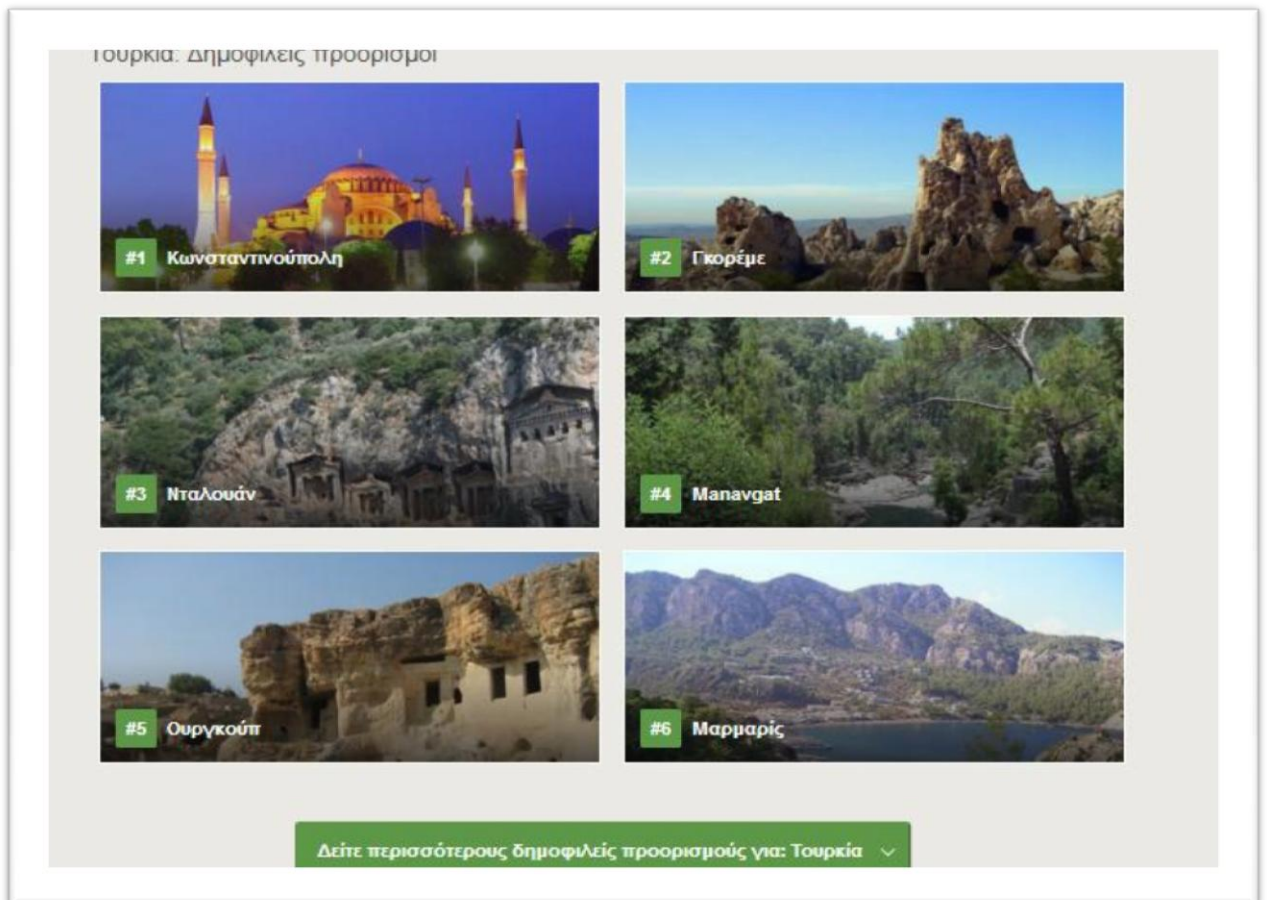 Τουρκία: Δημοφιλείς προορισμοί
#1 Κωνσταντινούπολη
#2 Γκορέμε
#3 Νταλουάν
#4 Manavgat
#5 Ουργκούπ
#6 Μαρμαρίς
Δείτε περισσότερους δημοφιλείς προορισμούς για: Τουρκία